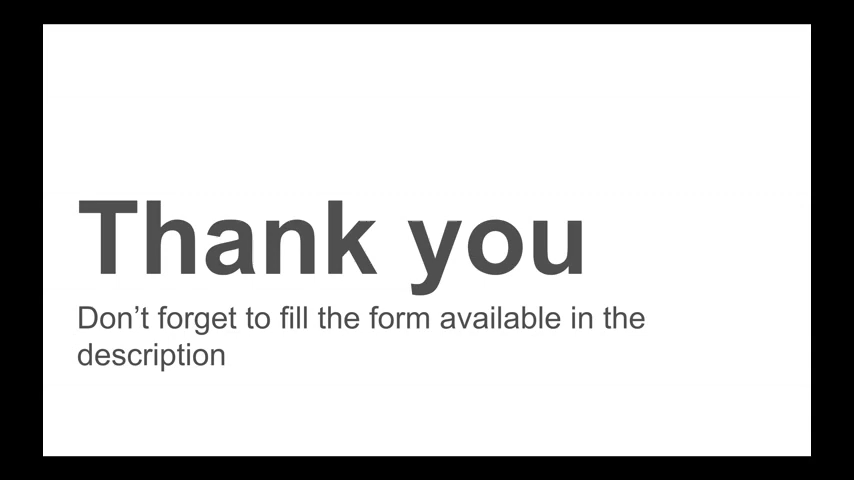 Thank you
Don’t forget to fill the form available in the
description